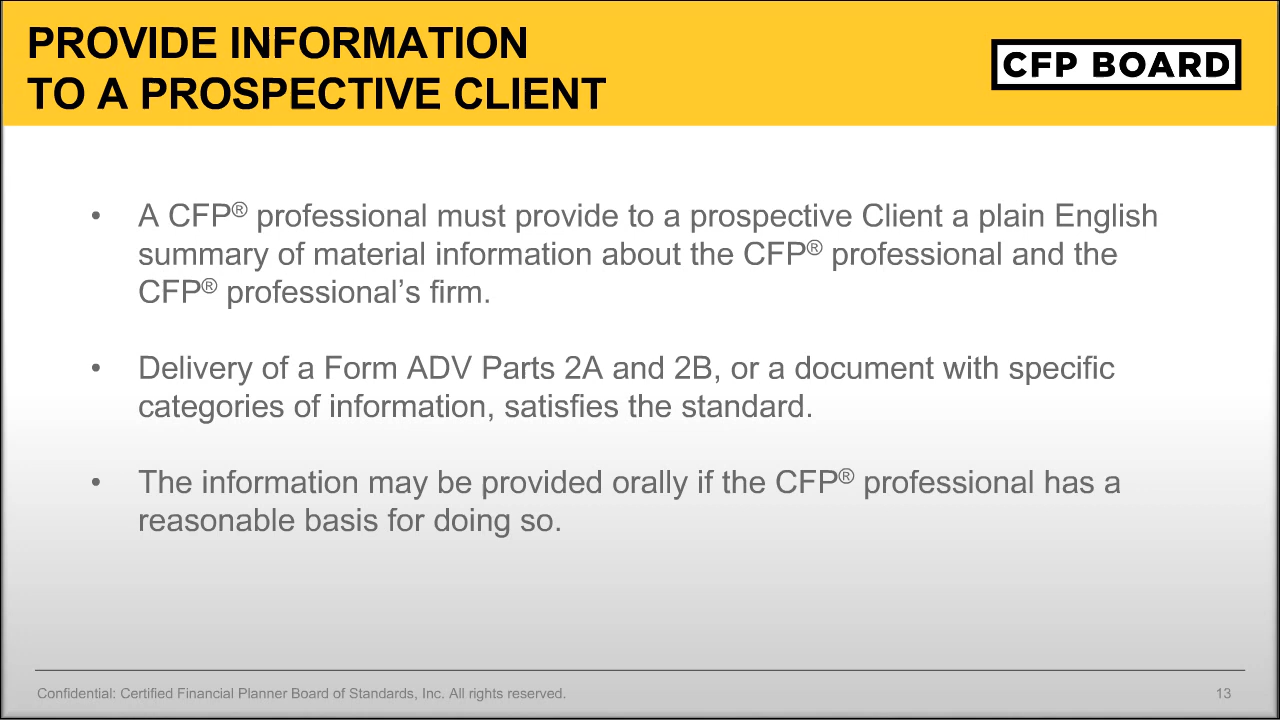 PROVIDE INFORMATION
TO A PROSPECTIVE CLIENT
CFP BOARD
• A CFP® professional must provide to a prospective Client a plain English
summary of material information about the CFP® professional and the
CFP® professional’s firm.
• Delivery of a Form ADV Parts 2A and 2B, or a document with specific
categories of information, satisfies the standard.
• The information may be provided orally if the CFP® professional has a
reasonable basis for doing so.
Confidential: Certified Financial Planner Board of Standards, Inc. All rights reserved.
13